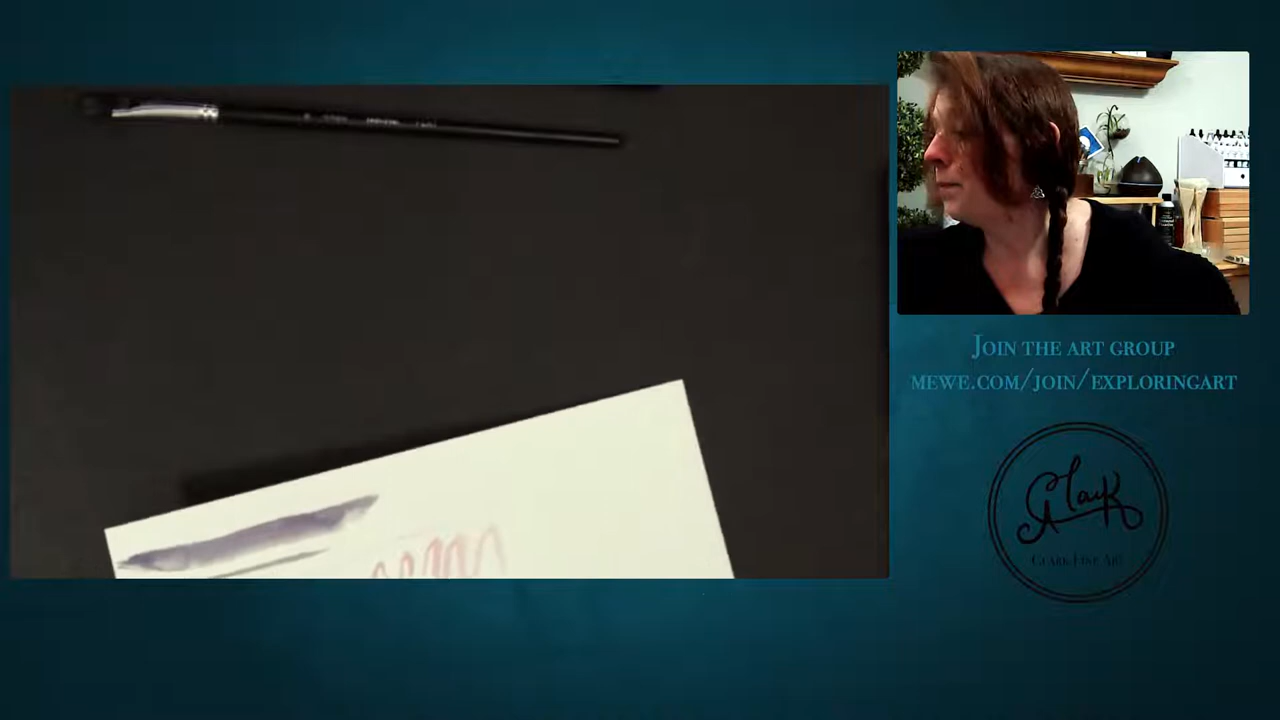 Join the art group
mewe.com/join/exploringart
Clark
Clark Fine Art